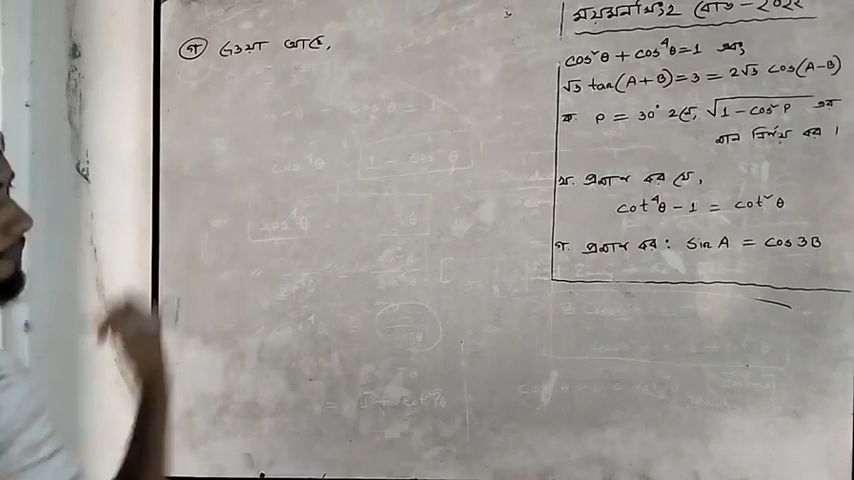 গ দেওয়া আছে,
ময়মনসিংহ বোর্ড - ২০২২
cos²θ + cos⁴θ = 1 এবং
√3 tan(A+B) = 3 = 2√3 cos(A-B)
ক. P = 30° হলে, √(1 - cos²P) এর
মান নির্ণয় কর ।
খ. প্রমাণ কর যে,
cot⁴θ - 1 = cot²θ
গ. প্রমাণ কর : sin A = cos 3B